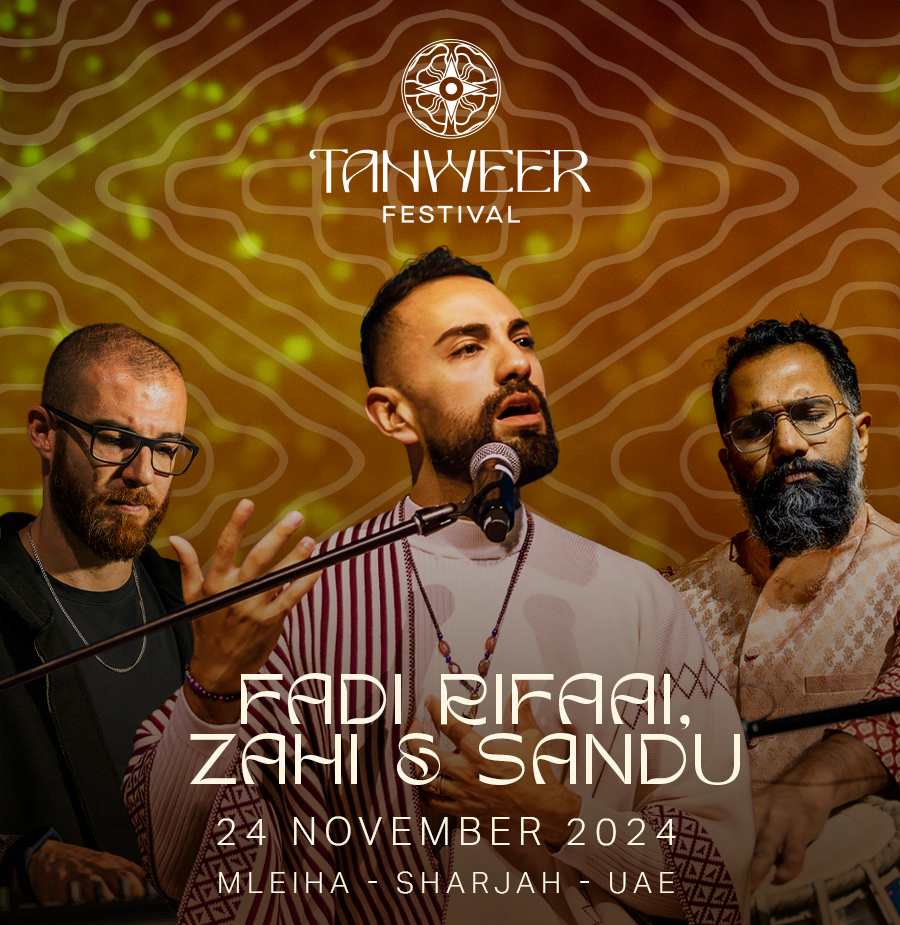 TANWEER
FESTIVAL
FADI RIFAAI,
ZAHI & SANDU
24 NOVEMBER 2024
MLEIHA - SHARJAH - UAE